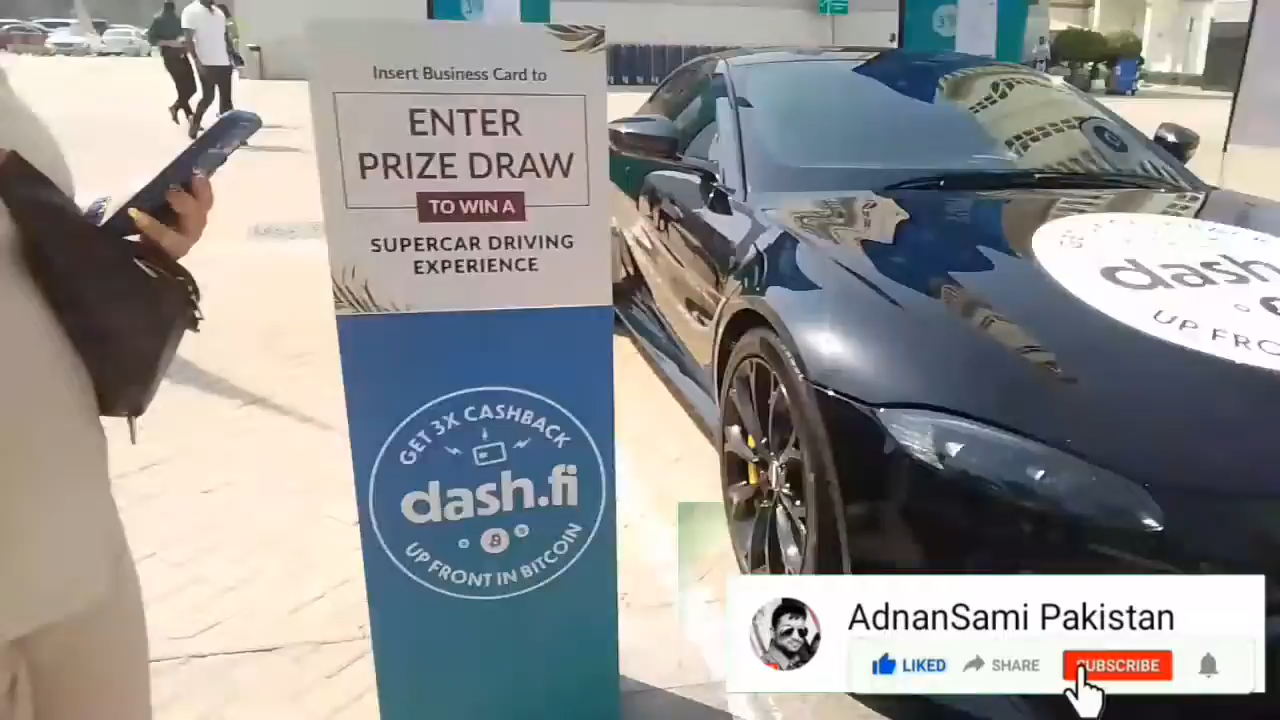 Insert Business Card to
ENTER
PRIZE DRAW
TO WIN A
SUPERCAR DRIVING
EXPERIENCE
GET 3X CASHBACK
dash.fi
UP FRONT IN BITCOIN
dash
UP FRO
AdnanSami Pakistan
LIKED
SHARE
SUBSCRIBE